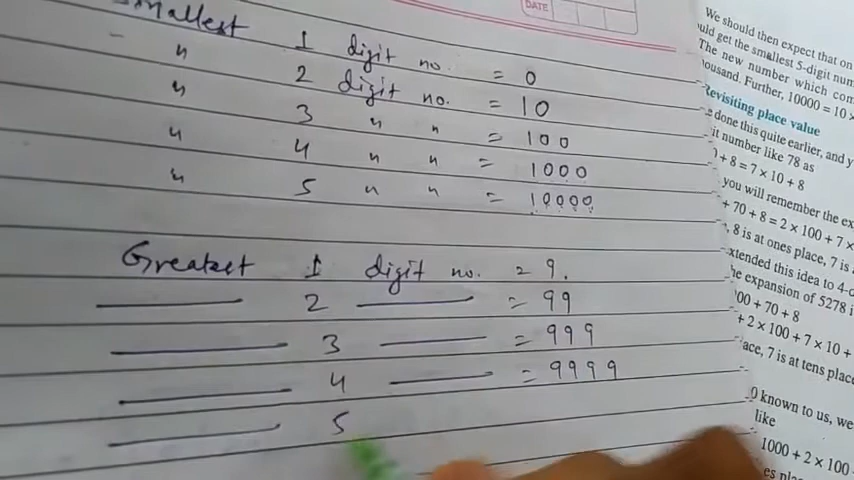 DATE
Smallest 1 digit no. = 0
" 2 digit no. = 10
" 3 " " = 100
" 4 " " = 1000
" 5 " " = 10000
Greatest 1 digit no. = 9.
2 = 99
3 = 999
4 = 9999
5
We should then expect that on
get the smallest 5-digit num
The new number which com
Further, 10000 = 10 ×
Revisiting place value
done this quite earlier, and y
number like 78 as
+ 8 = 7 × 10 + 8
you will remember the ex
+ 70 + 8 = 2 × 100 + 7 ×
, 8 is at ones place, 7 is
extended this idea to 4-d
the expansion of 5278 i
+ 70 + 8
+ 2 × 100 + 7 × 10 +
7 is at tens place
0 known to us, we
like
1000 + 2 × 100